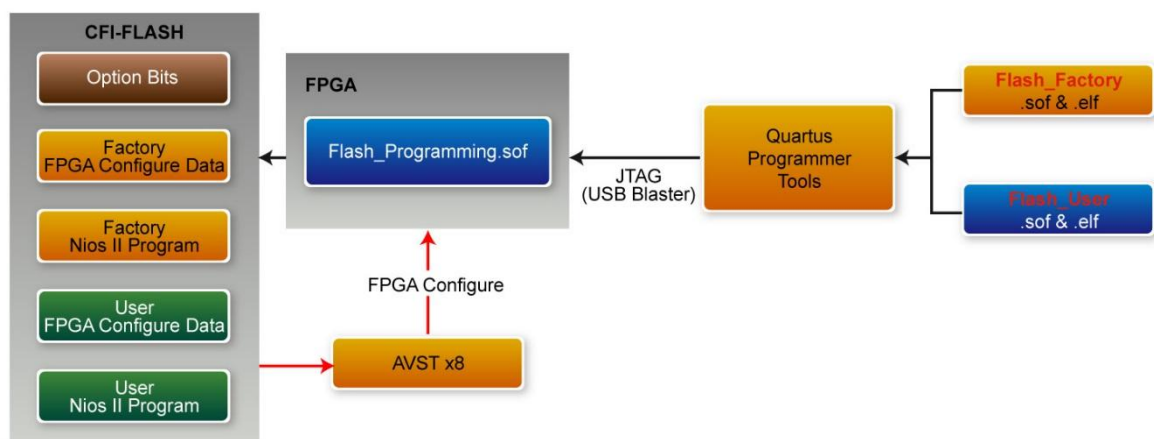 CFI-FLASH
Option Bits
Factory
FPGA Configure Data
Factory
Nios II Program
User
FPGA Configure Data
User
Nios II Program
FPGA
Flash_Programming.sof
FPGA Configure
AVST x8
JTAG
(USB Blaster)
Quartus
Programmer
Tools
Flash_Factory
.sof & .elf
Flash_User
.sof & .elf